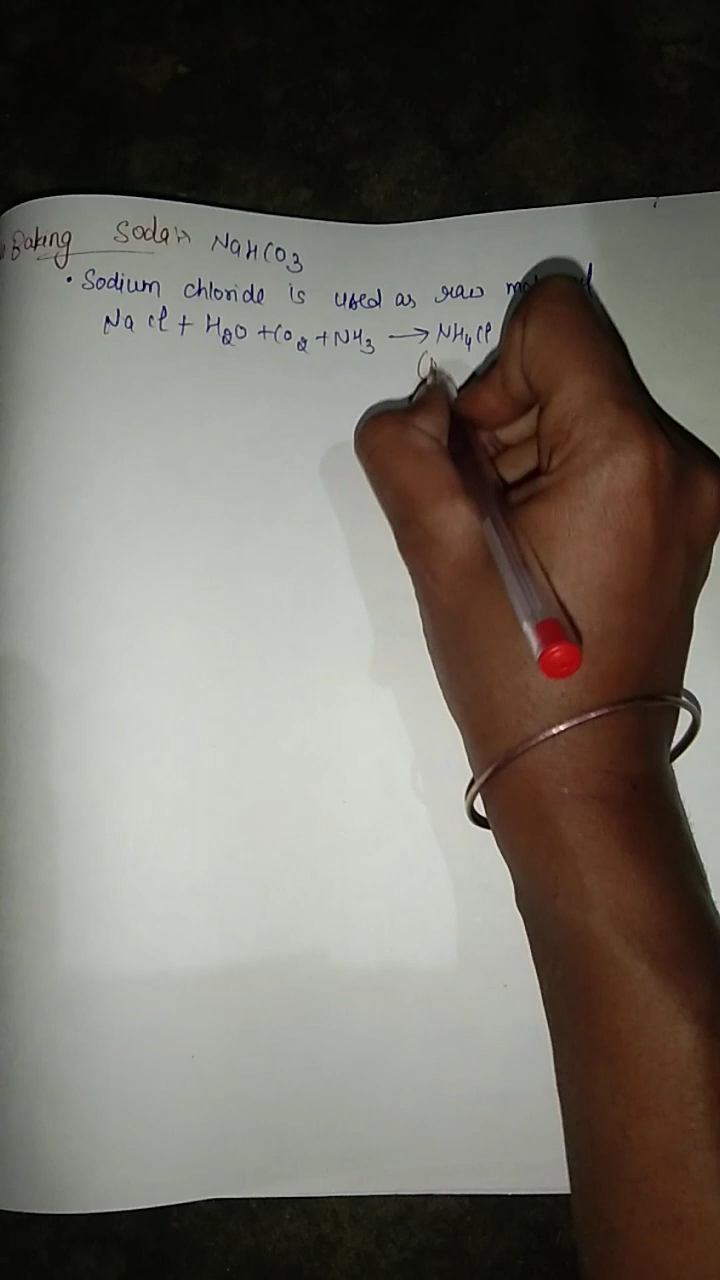 Baking Soda:- NaHCO3
• Sodium chloride is used as raw
NaCl + H2O + CO2 + NH3 → NH4Cl
(